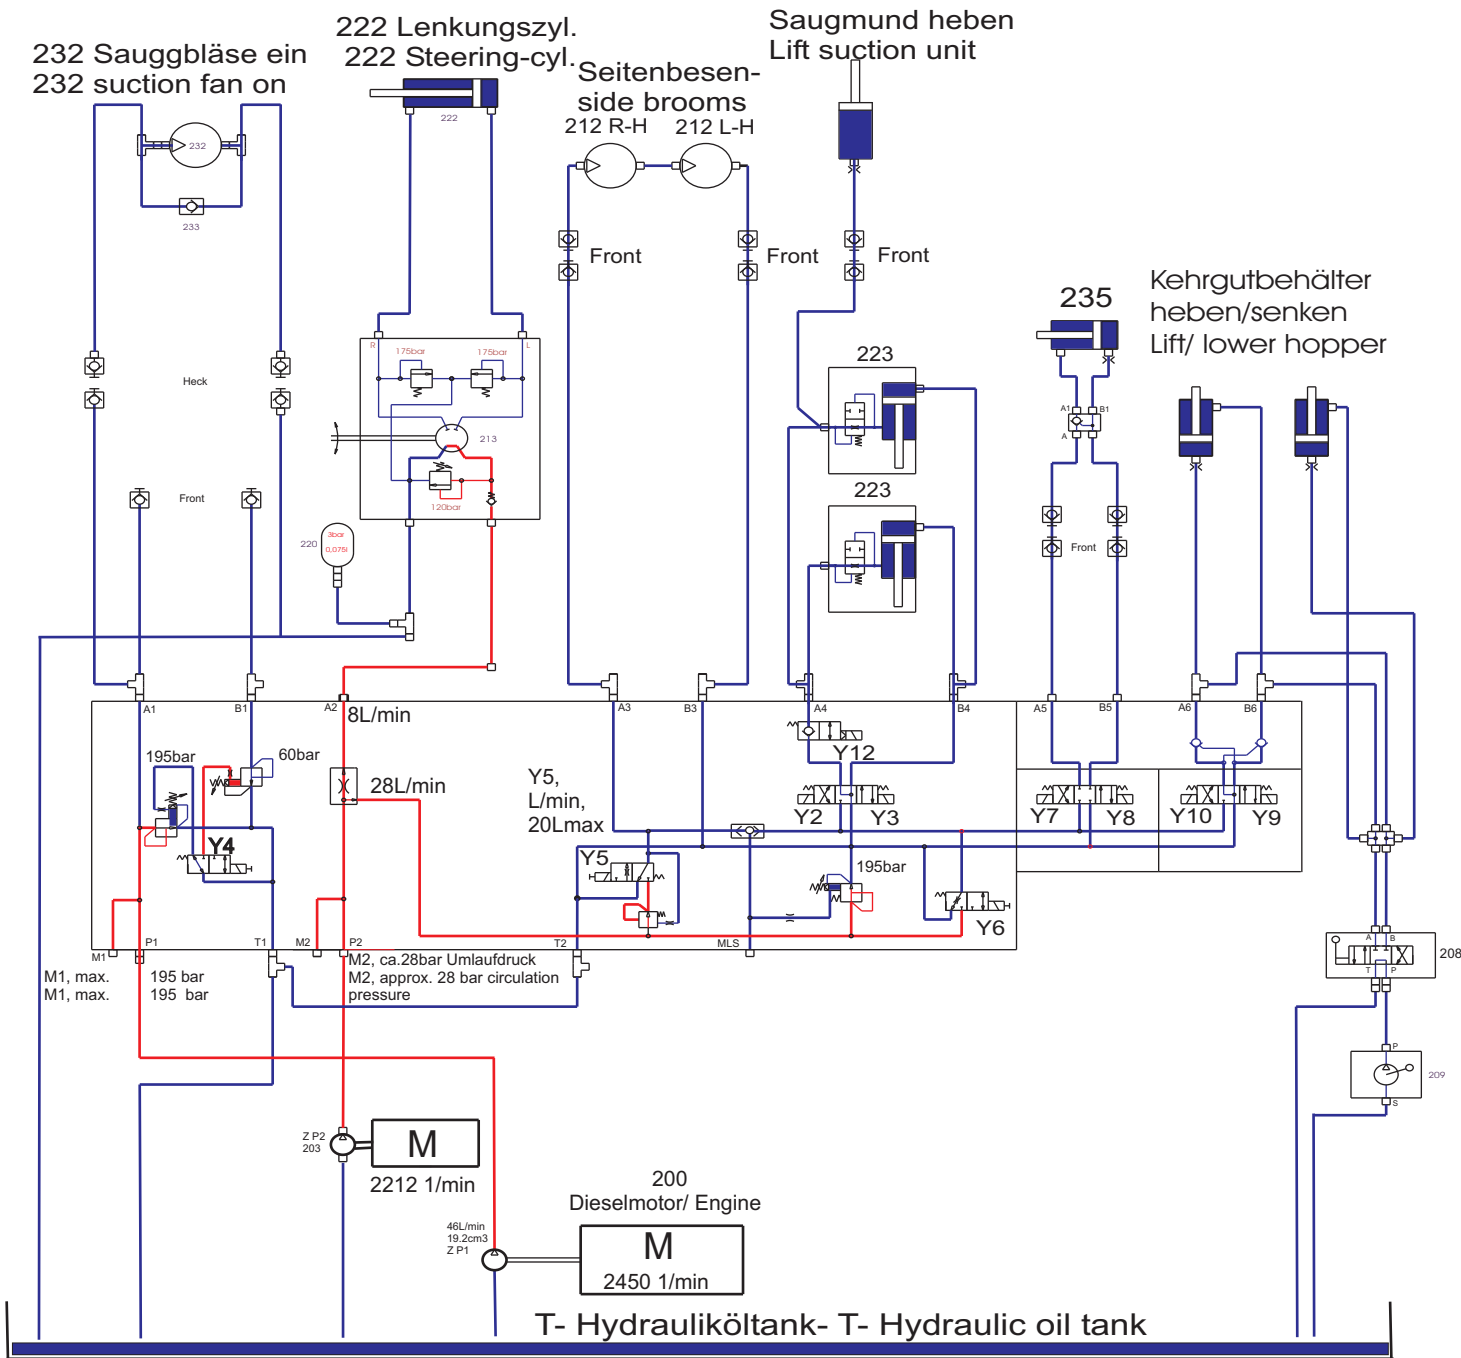 232 Sauggbläse ein
232 suction fan on
222 Lenkungszyl.
222 Steering-cyl.
Seitenbesen-
side brooms
212 R-H
212 L-H
Saugmund heben
Lift suction unit
Kehrgutbehälter
heben/senken
Lift/ lower hopper
232
233
222
Front
Front
Front
235
Heck
Front
R
L
175bar
175bar
213
120bar
220
3bar
0,075l
223
223
A1
B1
A
Front
A1
B1
A2
A3
B3
A4
B4
A5
B5
A6
B6
8L/min
28L/min
195bar
60bar
Y4
Y5,
L/min,
20Lmax
Y12
Y2
Y3
Y7
Y8
Y10
Y9
Y5
195bar
Y6
M1
P1
T1
M2
P2
T2
MLS
M1, max.
195 bar
M1, max.
195 bar
M2, ca.28bar Umlaufdruck
M2, approx. 28 bar circulation
pressure
A
B
T
P
208
P
S
209
Z P2
203
M
2212 1/min
200
Dieselmotor/ Engine
46L/min
19.2cm3
Z P1
M
2450 1/min
T- Hydrauliköltank- T- Hydraulic oil tank